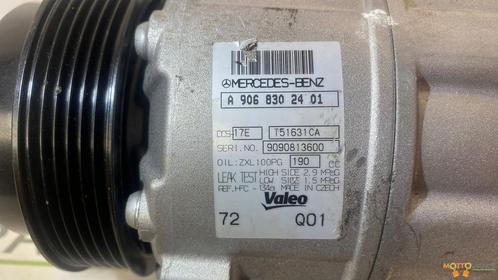 MERCEDES-BENZ
A 906 830 24 01
DCS-17E T51631CA
SERI.NO. 9090813600
OIL:ZXL100PG 190 CC
LEAK TEST HIGH SIDE 2,9 MPaG
LOW SIDE 1,5 MPaG
REF.HFC-134a MADE IN CZECH
Valeo
72 Q01
MOTTO